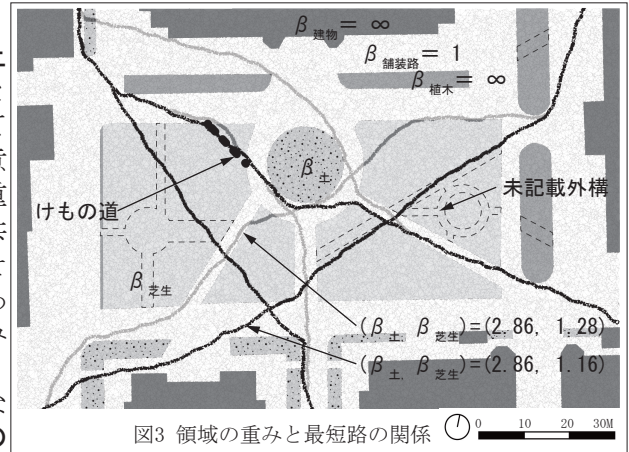 β建物= ∞
β舗装路= 1
β植木= ∞
β土
けもの道
未記載外構
β芝生
(β土, β芝生)=(2.86, 1.28)
(β土, β芝生)=(2.86, 1.16)
図3 領域の重みと最短路の関係
0 10 20 30M